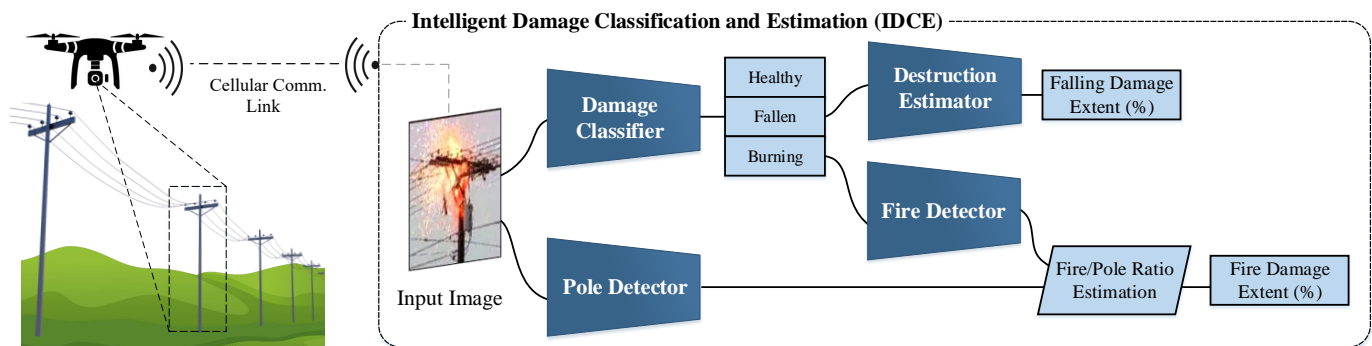 Intelligent Damage Classification and Estimation (IDCE)
Cellular Comm.
Link
Input Image
Damage
Classifier
Healthy
Fallen
Burning
Destruction
Estimator
Falling Damage
Extent (%)
Fire Detector
Pole Detector
Fire/Pole Ratio
Estimation
Fire Damage
Extent (%)